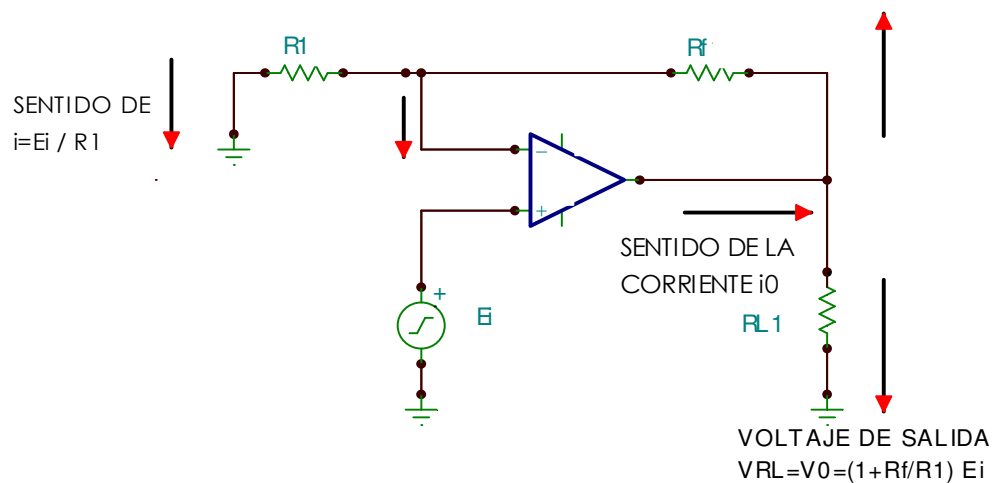 R1
Rf
SENTIDO DE
i=Ei / R1
−
+
SENTIDO DE LA
CORRIENTE i0
+
Ei
RL1
VOLTAJE DE SALIDA
VRL=V0=(1+Rf/R1) Ei